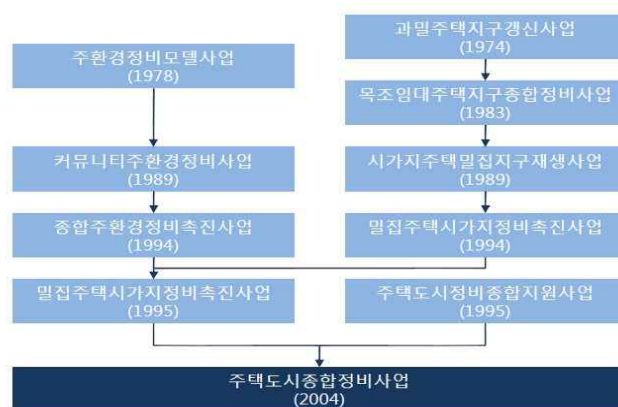 과밀주택지구갱신사업
(1974)
주환경정비모델사업
(1978)
목조임대주택지구종합정비사업
(1983)
커뮤니티주환경정비사업
(1989)
시가지주택밀집지구재생사업
(1989)
종합주환경정비촉진사업
(1994)
밀집주택시가지정비촉진사업
(1994)
밀집주택시가지정비촉진사업
(1995)
주택도시정비종합지원사업
(1995)
주택도시종합정비사업
(2004)